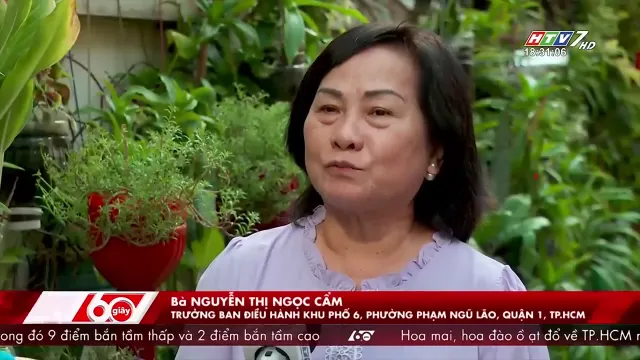 HTV7 HD
18:31:06
60 giây
Bà NGUYỄN THỊ NGỌC CẨM
TRƯỞNG BAN ĐIỀU HÀNH KHU PHỐ 6, PHƯỜNG PHẠM NGŨ LÃO, QUẬN 1, TP.HCM
ong đó 9 điểm bắn tầm thấp và 2 điểm bắn tầm cao
60s
Hoa mai, hoa đào ồ ạt đổ về TP.HCM